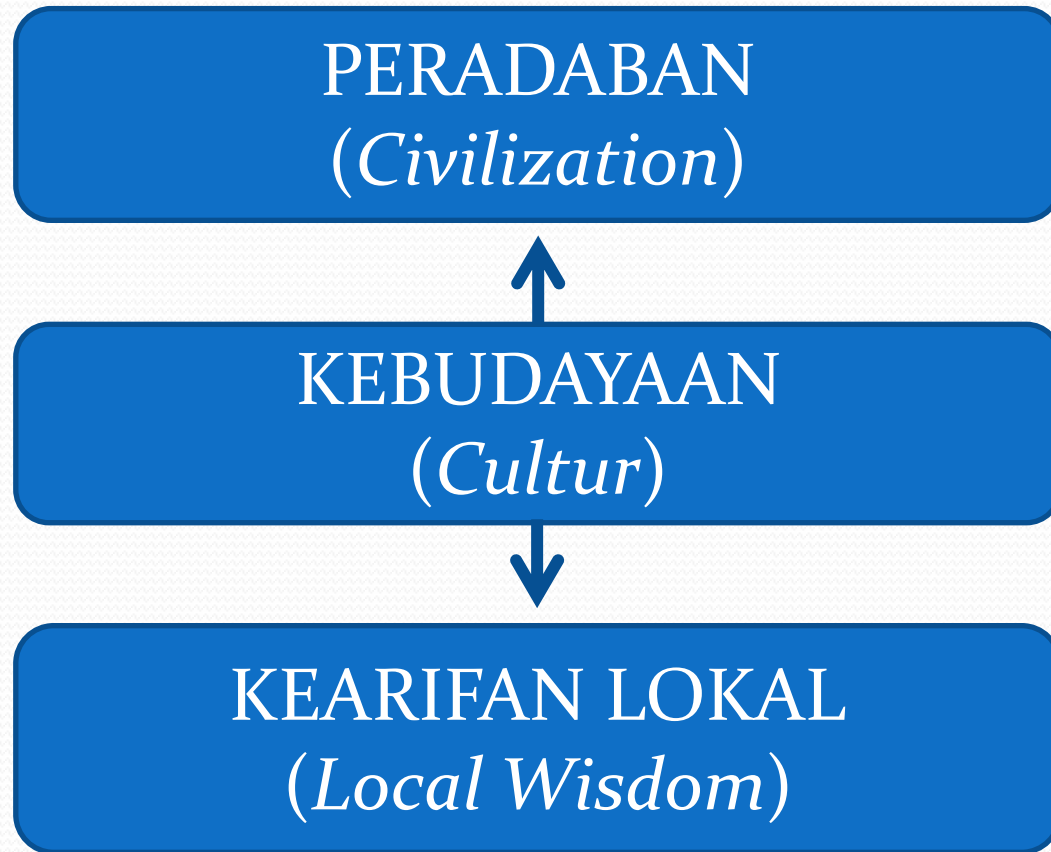 PERADABAN
(Civilization)
KEBUDAYAAN
(Cultur)
KEARIFAN LOKAL
(Local Wisdom)